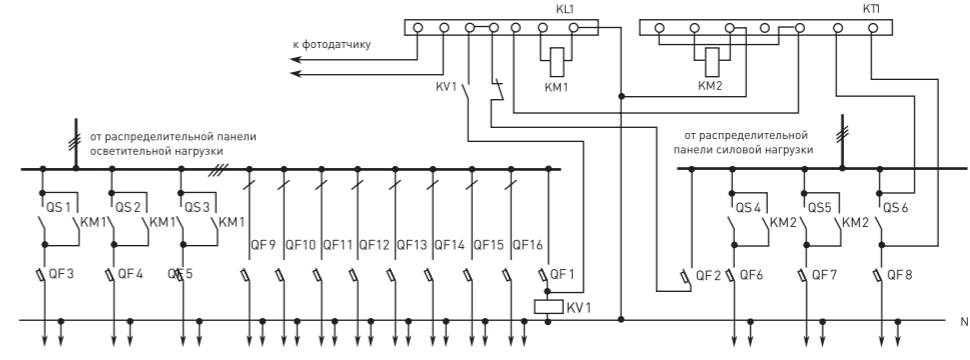 KL1
KT1
к фотодатчику
KV1
KM1
KM2
от распределительной панели
осветительной нагрузки
от распределительной
панели силовой нагрузки
QS1
KM1
QS2
KM1
QS3
KM1
QS4
KM2
QS5
KM2
QS6
QF9
QF10
QF11
QF12
QF13
QF14
QF15
QF16
QF3
QF4
QF5
QF1
QF2
QF6
QF7
QF8
KV1
N